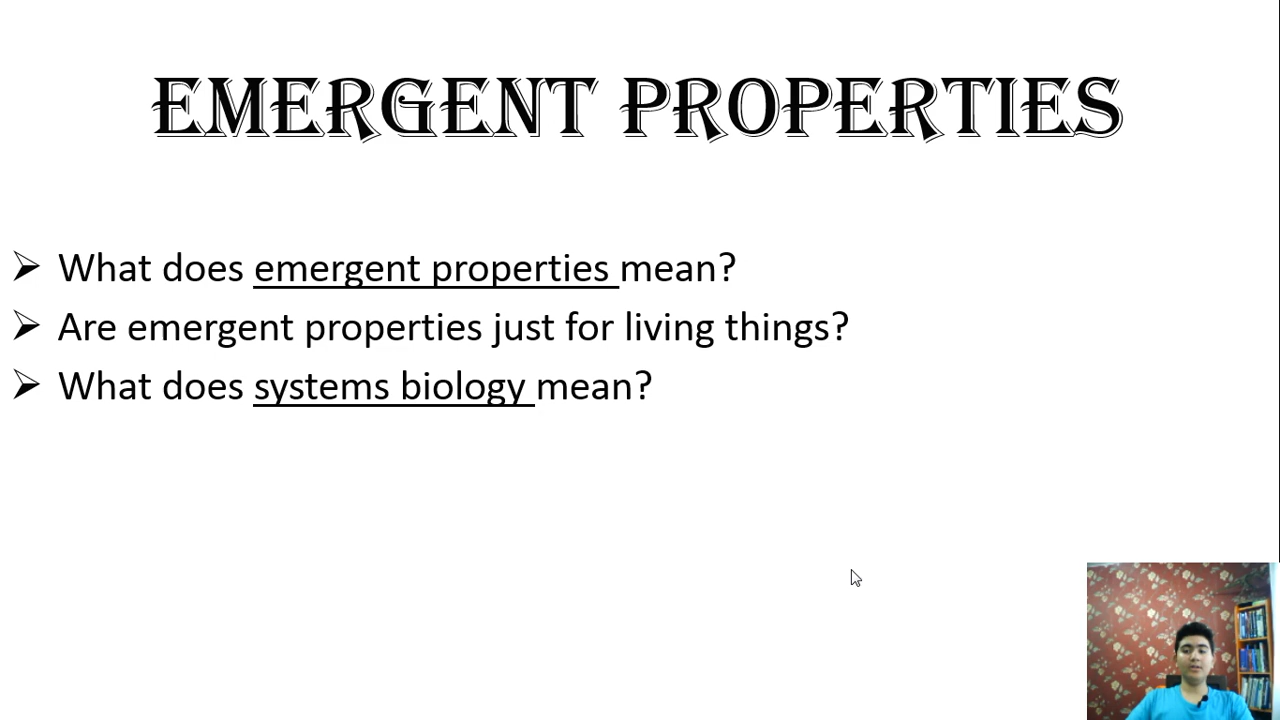 EMERGENT PROPERTIES
What does emergent properties mean?
Are emergent properties just for living things?
What does systems biology mean?